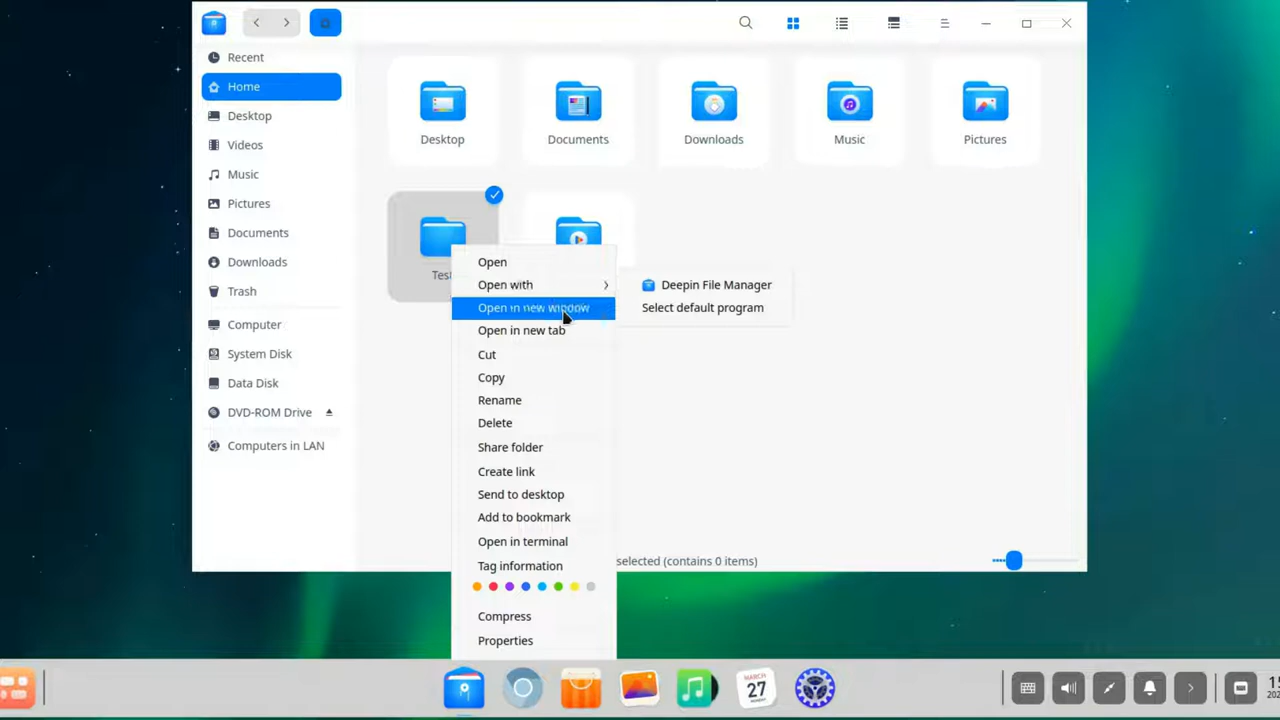 Recent
Home
Desktop
Videos
Music
Pictures
Documents
Downloads
Trash
Computer
System Disk
Data Disk
DVD-ROM Drive
Computers in LAN
Desktop
Documents
Downloads
Music
Pictures
Open
Open with
Open in new window
Open in new tab
Cut
Copy
Rename
Delete
Share folder
Create link
Send to desktop
Add to bookmark
Open in terminal
Tag information
Compress
Properties
Deepin File Manager
Select default program
selected (contains 0 items)
MARCH
27